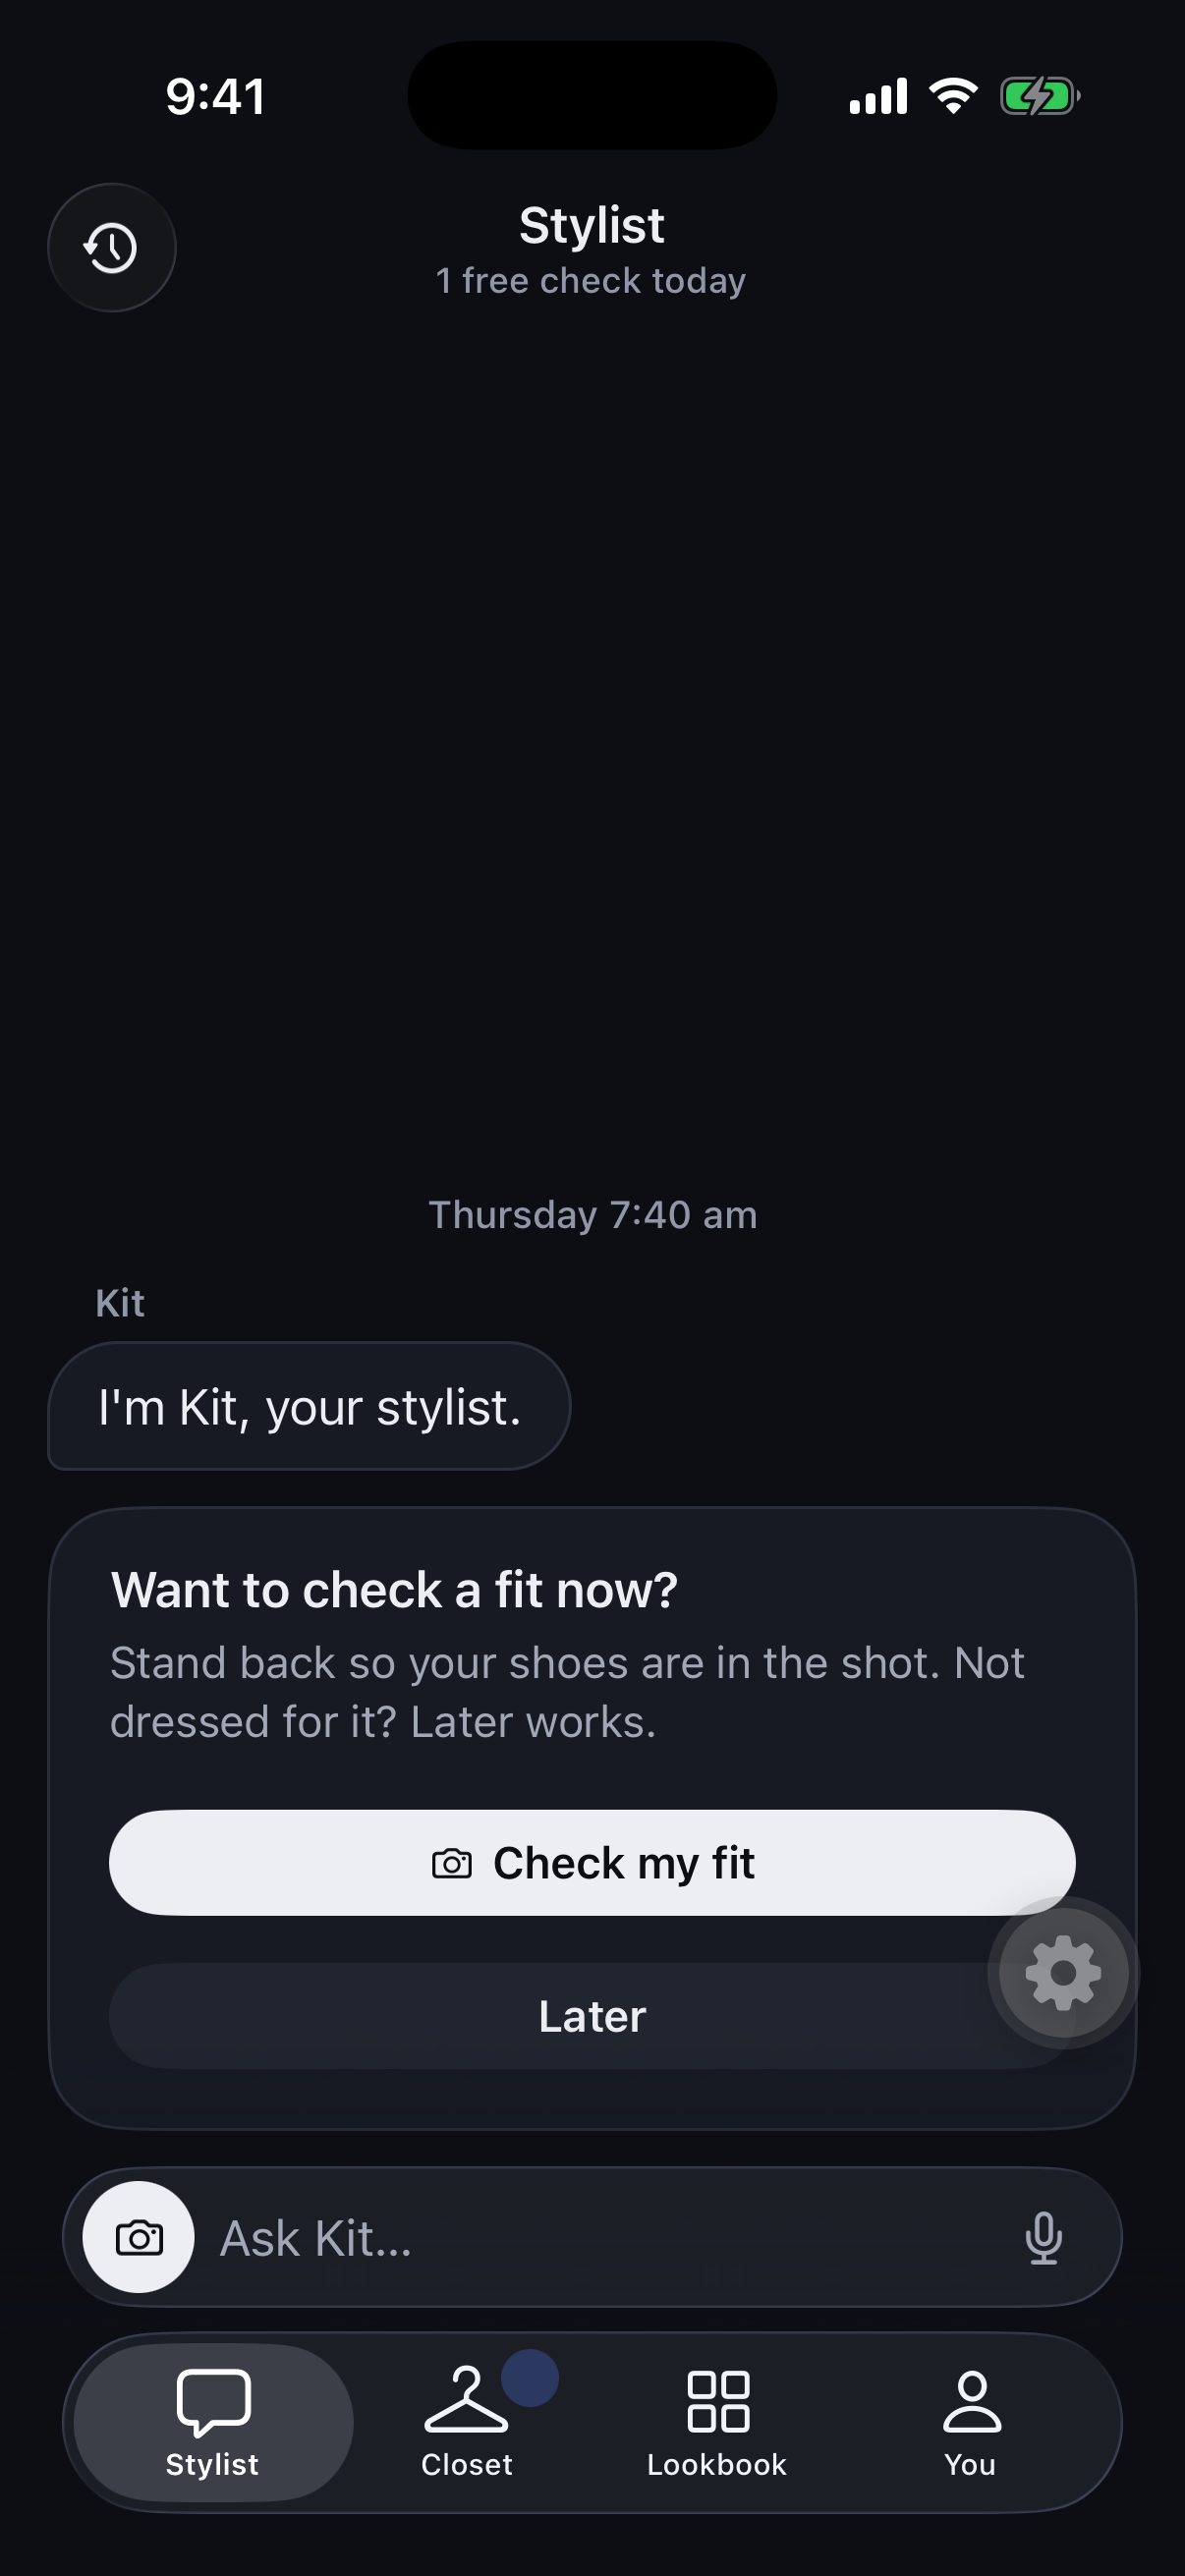 9:41
Stylist
1 free check today
Thursday 7:40 am
Kit
I'm Kit, your stylist.
Want to check a fit now?
Stand back so your shoes are in the shot. Not
dressed for it? Later works.
Check my fit
Later
Ask Kit...
Stylist
Closet
Lookbook
You